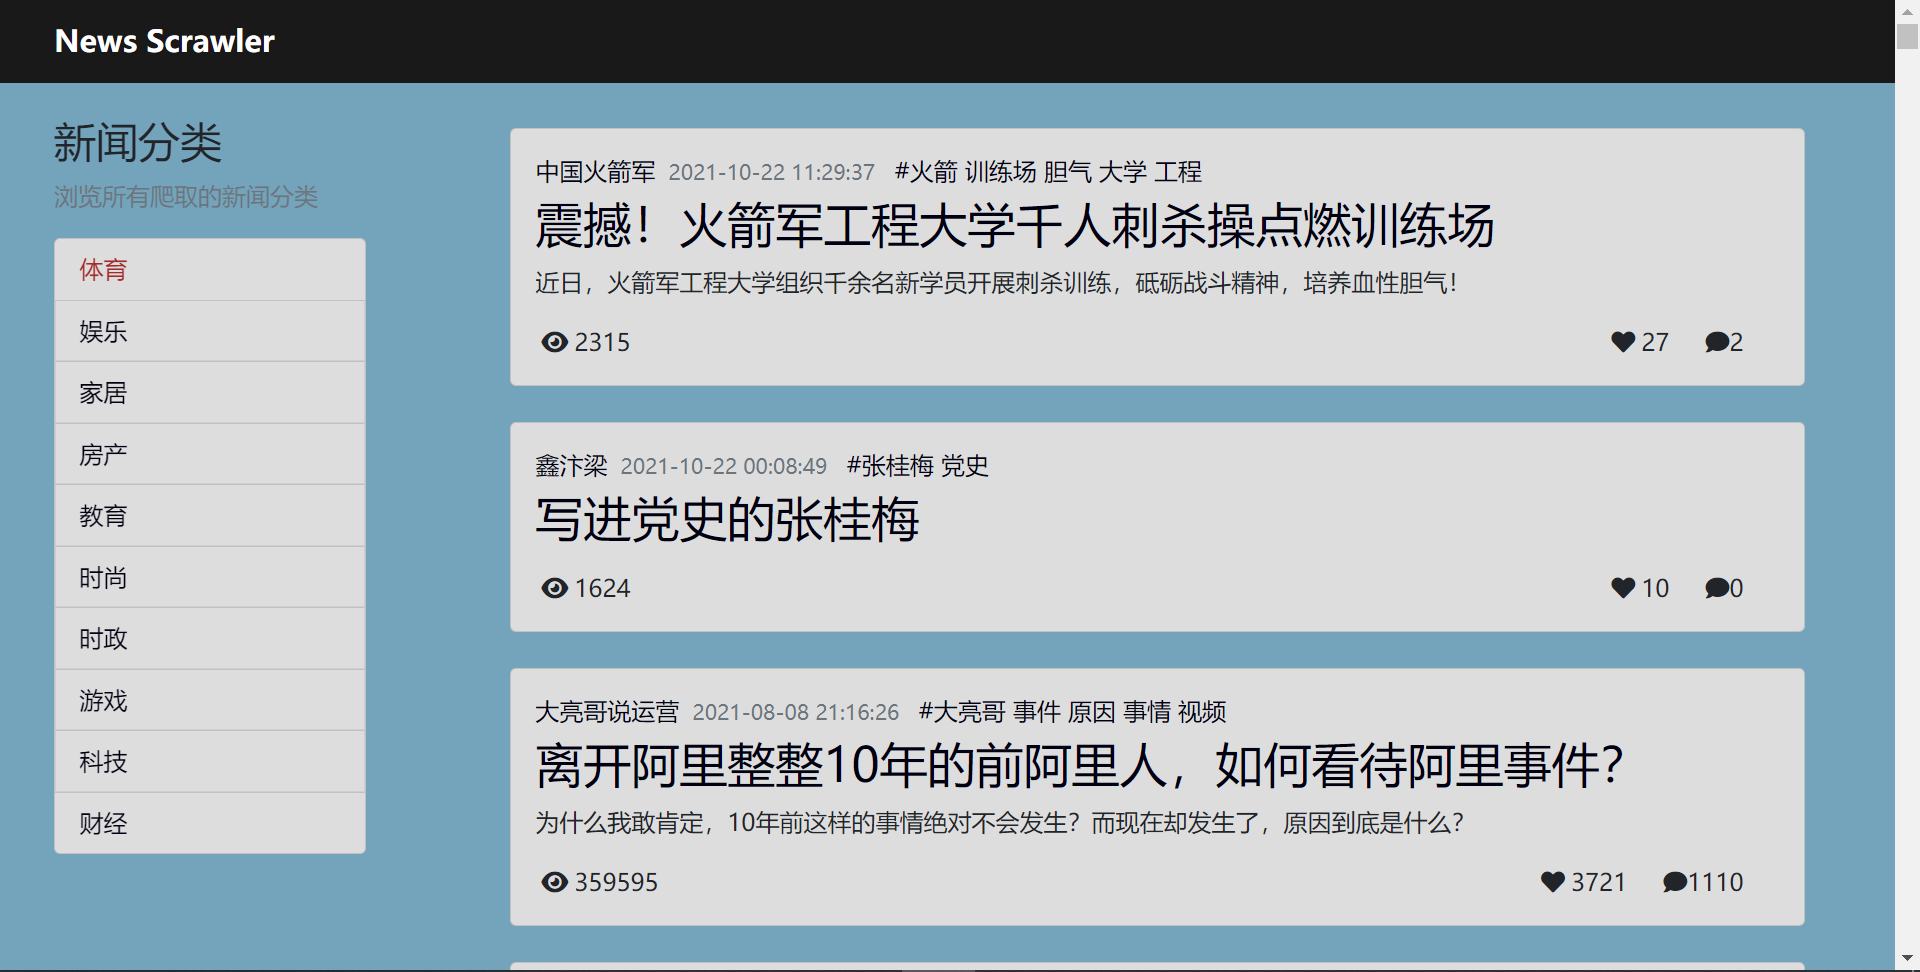 News Scrawler
新闻分类
浏览所有爬取的新闻分类
体育
娱乐
家居
房产
教育
时尚
时政
游戏
科技
财经
中国火箭军 2021-10-22 11:29:37 #火箭 训练场 胆气 大学 工程
震撼！火箭军工程大学千人刺杀操点燃训练场
近日，火箭军工程大学组织千余名新学员开展刺杀训练，砥砺战斗精神，培养血性胆气！
2315 27 2
鑫汴梁 2021-10-22 00:08:49 #张桂梅 党史
写进党史的张桂梅
1624 10 0
大亮哥说运营 2021-08-08 21:16:26 #大亮哥 事件 原因 事情 视频
离开阿里整整10年的前阿里人，如何看待阿里事件？
为什么我敢肯定，10年前这样的事情绝对不会发生？而现在却发生了，原因到底是什么？
359595 3721 1110